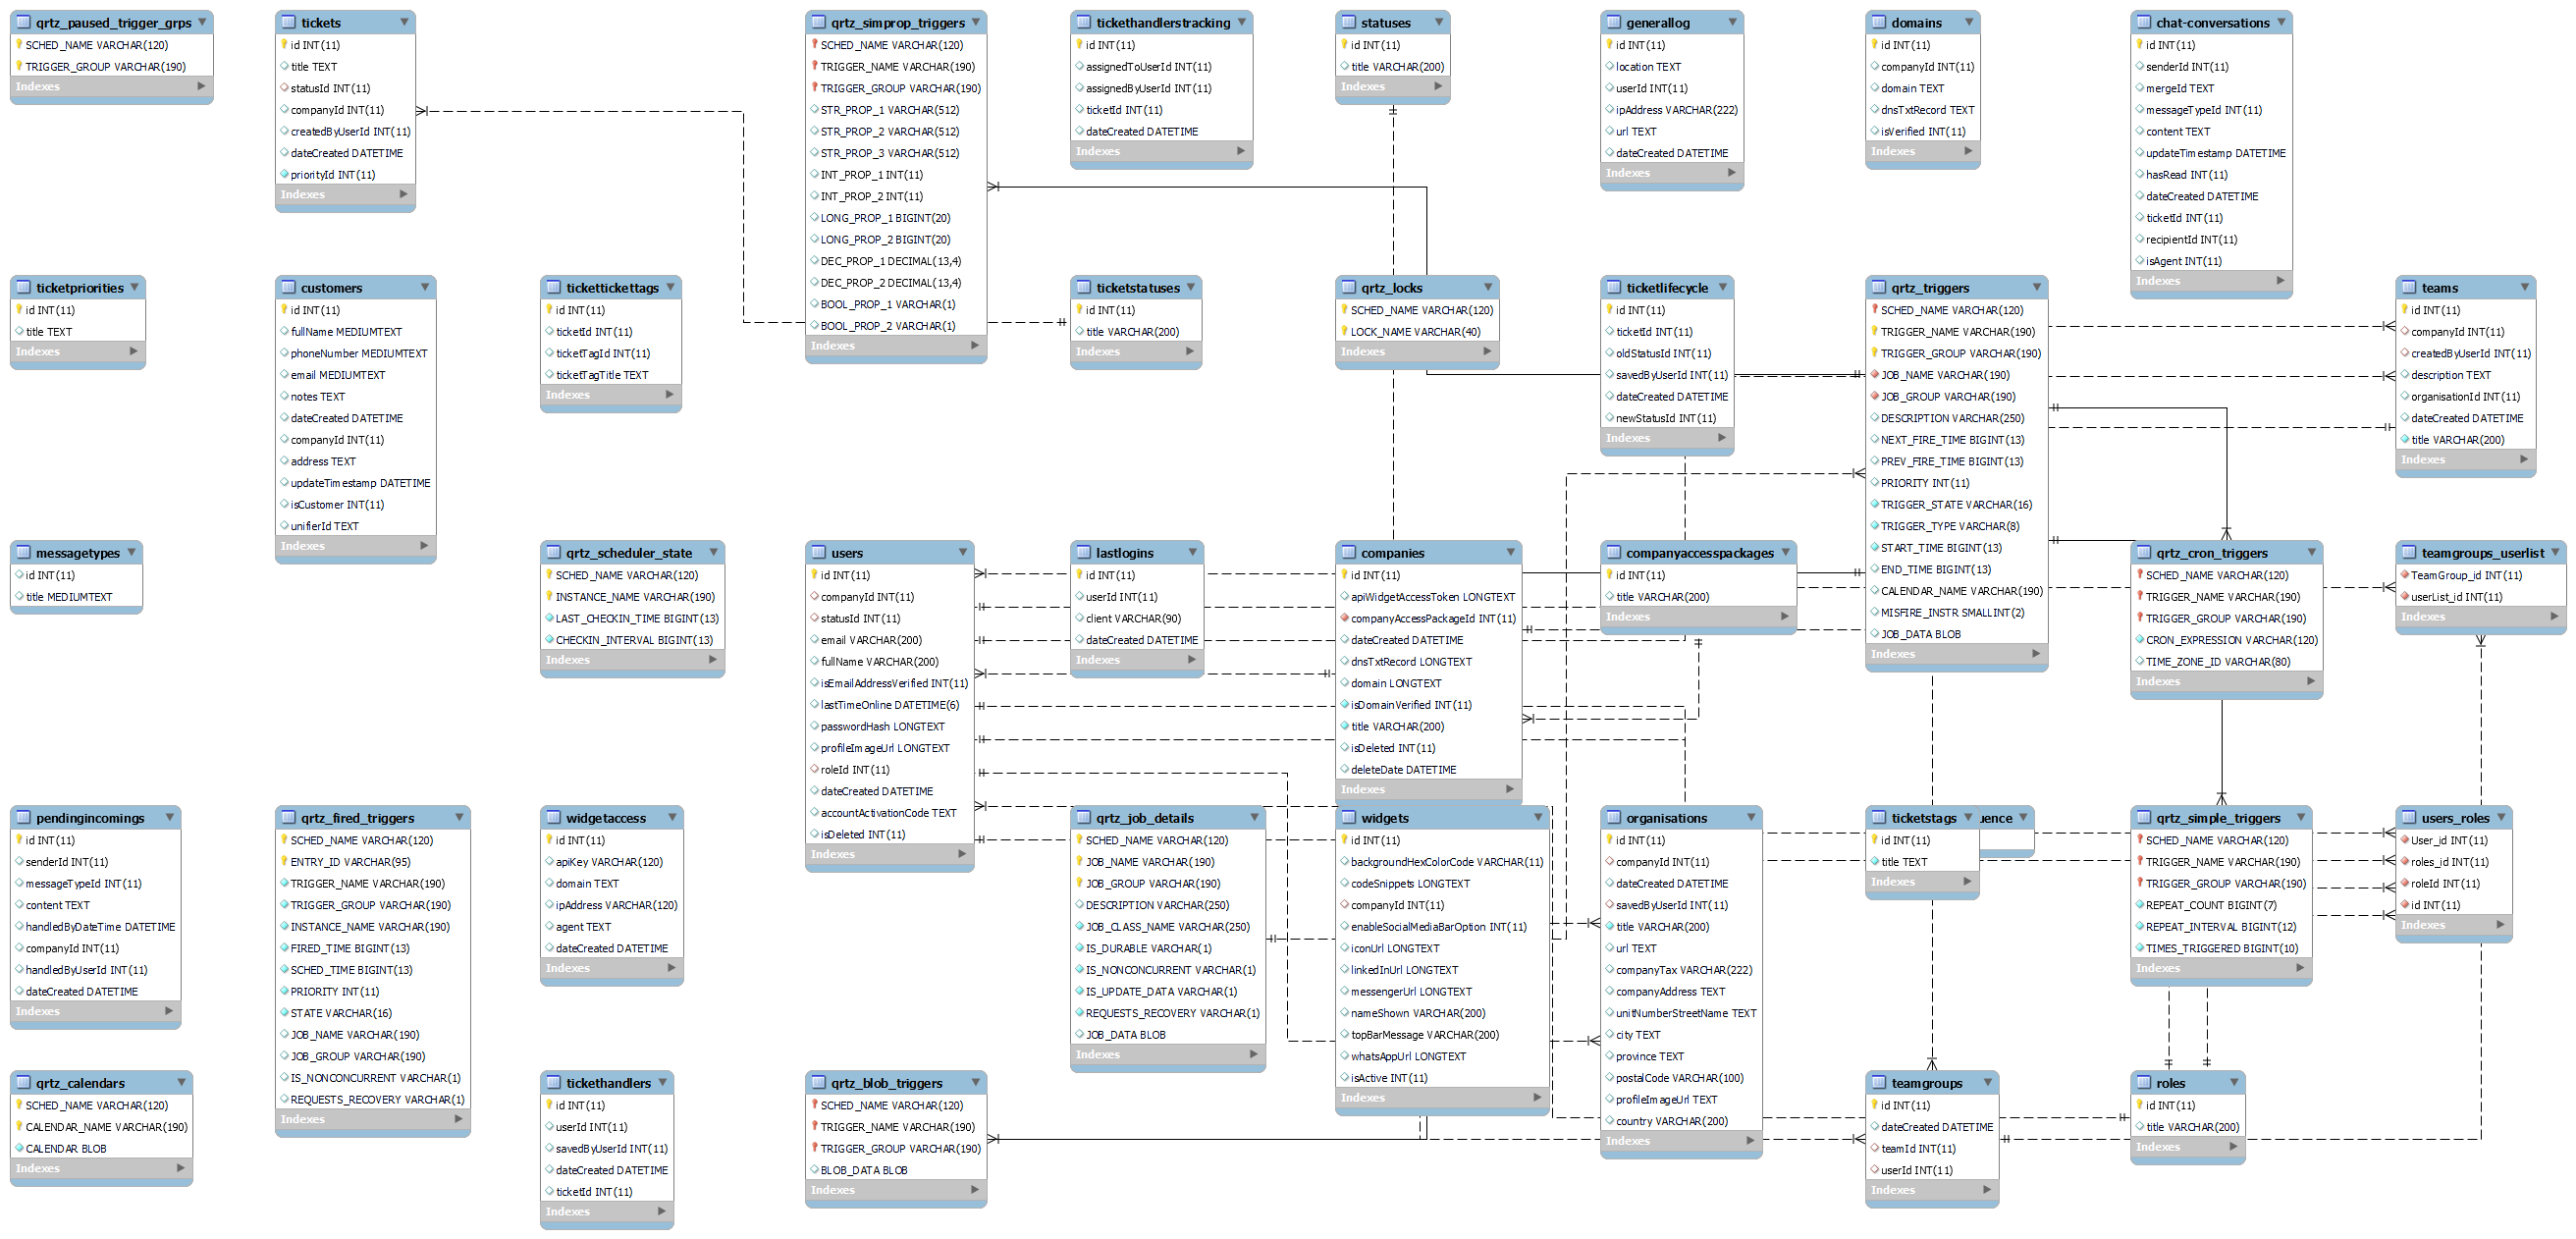 qrtz_paused_trigger_grps
SCHED_NAME VARCHAR(120)
TRIGGER_GROUP VARCHAR(190)
Indexes
tickets
id INT(11)
title TEXT
statusId INT(11)
companyId INT(11)
createdByUserId INT(11)
dateCreated DATETIME
priorityId INT(11)
Indexes
qrtz_simprop_triggers
SCHED_NAME VARCHAR(120)
TRIGGER_NAME VARCHAR(190)
TRIGGER_GROUP VARCHAR(190)
STR_PROP_1 VARCHAR(512)
STR_PROP_2 VARCHAR(512)
STR_PROP_3 VARCHAR(512)
INT_PROP_1 INT(11)
INT_PROP_2 INT(11)
LONG_PROP_1 BIGINT(20)
LONG_PROP_2 BIGINT(20)
DEC_PROP_1 DECIMAL(13,4)
DEC_PROP_2 DECIMAL(13,4)
BOOL_PROP_1 VARCHAR(1)
BOOL_PROP_2 VARCHAR(1)
Indexes
tickethandlerstracking
id INT(11)
assignedToUserId INT(11)
assignedByUserId INT(11)
ticketId INT(11)
dateCreated DATETIME
Indexes
statuses
id INT(11)
title VARCHAR(200)
Indexes
generallog
id INT(11)
location TEXT
userId INT(11)
ipAddress VARCHAR(222)
url TEXT
dateCreated DATETIME
Indexes
domains
id INT(11)
companyId INT(11)
domain TEXT
dnsTxtRecord TEXT
isVerified INT(11)
Indexes
chat-conversations
id INT(11)
senderId INT(11)
mergeId TEXT
messageTypeId INT(11)
content TEXT
updateTimestamp DATETIME
hasRead INT(11)
dateCreated DATETIME
ticketId INT(11)
recipientId INT(11)
isAgent INT(11)
Indexes
ticketpriorities
id INT(11)
title TEXT
Indexes
customers
id INT(11)
fullName MEDIUMTEXT
phoneNumber MEDIUMTEXT
email MEDIUMTEXT
notes TEXT
dateCreated DATETIME
companyId INT(11)
address TEXT
updateTimestamp DATETIME
isCustomer INT(11)
unifierId TEXT
Indexes
tickettickettags
id INT(11)
ticketId INT(11)
ticketTagId INT(11)
ticketTagTitle TEXT
Indexes
ticketstatuses
id INT(11)
title VARCHAR(200)
Indexes
qrtz_locks
SCHED_NAME VARCHAR(120)
LOCK_NAME VARCHAR(40)
Indexes
ticketlifecycle
id INT(11)
ticketId INT(11)
oldStatusId INT(11)
savedByUserId INT(11)
dateCreated DATETIME
newStatusId INT(11)
Indexes
qrtz_triggers
SCHED_NAME VARCHAR(120)
TRIGGER_NAME VARCHAR(190)
TRIGGER_GROUP VARCHAR(190)
JOB_NAME VARCHAR(190)
JOB_GROUP VARCHAR(190)
DESCRIPTION VARCHAR(250)
NEXT_FIRE_TIME BIGINT(13)
PREV_FIRE_TIME BIGINT(13)
PRIORITY INT(11)
TRIGGER_STATE VARCHAR(16)
TRIGGER_TYPE VARCHAR(8)
START_TIME BIGINT(13)
END_TIME BIGINT(13)
CALENDAR_NAME VARCHAR(190)
MISFIRE_INSTR SMALLINT(2)
JOB_DATA BLOB
Indexes
teams
id INT(11)
companyId INT(11)
createdByUserId INT(11)
description TEXT
organisationId INT(11)
dateCreated DATETIME
title VARCHAR(200)
Indexes
messagetypes
id INT(11)
title MEDIUMTEXT
Indexes
qrtz_scheduler_state
SCHED_NAME VARCHAR(120)
INSTANCE_NAME VARCHAR(190)
LAST_CHECKIN_TIME BIGINT(13)
CHECKIN_INTERVAL BIGINT(13)
Indexes
users
id INT(11)
companyId INT(11)
statusId INT(11)
email VARCHAR(200)
fullName VARCHAR(200)
isEmailAddressVerified INT(11)
lastTimeOnline DATETIME(6)
passwordHash LONGTEXT
profileImageUrl LONGTEXT
roleId INT(11)
dateCreated DATETIME
accountActivationCode TEXT
isDeleted INT(11)
Indexes
lastlogins
id INT(11)
userId INT(11)
client VARCHAR(90)
dateCreated DATETIME
Indexes
companies
id INT(11)
apiWidgetAccessToken LONGTEXT
companyAccessPackageId INT(11)
dateCreated DATETIME
dnsTxtRecord LONGTEXT
domain LONGTEXT
isDomainVerified INT(11)
title VARCHAR(200)
isDeleted INT(11)
deleteDate DATETIME
Indexes
companyaccesspackages
id INT(11)
title VARCHAR(200)
Indexes
qrtz_cron_triggers
SCHED_NAME VARCHAR(120)
TRIGGER_NAME VARCHAR(190)
TRIGGER_GROUP VARCHAR(190)
CRON_EXPRESSION VARCHAR(120)
TIME_ZONE_ID VARCHAR(80)
Indexes
teamgroups_userlist
TeamGroup_id INT(11)
userList_id INT(11)
Indexes
pendingincomings
id INT(11)
senderId INT(11)
messageTypeId INT(11)
content TEXT
handledByDateTime DATETIME
companyId INT(11)
handledByUserId INT(11)
dateCreated DATETIME
Indexes
qrtz_fired_triggers
SCHED_NAME VARCHAR(120)
ENTRY_ID VARCHAR(95)
TRIGGER_NAME VARCHAR(190)
TRIGGER_GROUP VARCHAR(190)
INSTANCE_NAME VARCHAR(190)
FIRED_TIME BIGINT(13)
SCHED_TIME BIGINT(13)
PRIORITY INT(11)
STATE VARCHAR(16)
JOB_NAME VARCHAR(190)
JOB_GROUP VARCHAR(190)
IS_NONCONCURRENT VARCHAR(1)
REQUESTS_RECOVERY VARCHAR(1)
Indexes
widgetaccess
id INT(11)
apiKey VARCHAR(120)
domain TEXT
ipAddress VARCHAR(120)
agent TEXT
dateCreated DATETIME
Indexes
qrtz_job_details
SCHED_NAME VARCHAR(120)
JOB_NAME VARCHAR(190)
JOB_GROUP VARCHAR(190)
DESCRIPTION VARCHAR(250)
JOB_CLASS_NAME VARCHAR(250)
IS_DURABLE VARCHAR(1)
IS_NONCONCURRENT VARCHAR(1)
IS_UPDATE_DATA VARCHAR(1)
REQUESTS_RECOVERY VARCHAR(1)
JOB_DATA BLOB
Indexes
widgets
id INT(11)
backgroundHexColorCode VARCHAR(11)
codeSnippets LONGTEXT
companyId INT(11)
enableSocialMediaBarOption INT(11)
iconUrl LONGTEXT
linkedInUrl LONGTEXT
messengerUrl LONGTEXT
nameShown VARCHAR(200)
topBarMessage VARCHAR(200)
whatsAppUrl LONGTEXT
isActive INT(11)
Indexes
organisations
id INT(11)
companyId INT(11)
dateCreated DATETIME
savedByUserId INT(11)
title VARCHAR(200)
url TEXT
companyTax VARCHAR(222)
companyAddress TEXT
unitNumberStreetName TEXT
city TEXT
province TEXT
postalCode VARCHAR(100)
profileImageUrl TEXT
country VARCHAR(200)
Indexes
ticketstags
id INT(11)
title TEXT
Indexes
uence
qrtz_simple_triggers
SCHED_NAME VARCHAR(120)
TRIGGER_NAME VARCHAR(190)
TRIGGER_GROUP VARCHAR(190)
REPEAT_COUNT BIGINT(7)
REPEAT_INTERVAL BIGINT(12)
TIMES_TRIGGERED BIGINT(10)
Indexes
users_roles
User_id INT(11)
roles_id INT(11)
roleId INT(11)
id INT(11)
Indexes
qrtz_calendars
SCHED_NAME VARCHAR(120)
CALENDAR_NAME VARCHAR(190)
CALENDAR BLOB
Indexes
tickethandlers
id INT(11)
userId INT(11)
savedByUserId INT(11)
dateCreated DATETIME
ticketId INT(11)
Indexes
qrtz_blob_triggers
SCHED_NAME VARCHAR(120)
TRIGGER_NAME VARCHAR(190)
TRIGGER_GROUP VARCHAR(190)
BLOB_DATA BLOB
Indexes
teamgroups
id INT(11)
dateCreated DATETIME
teamId INT(11)
userId INT(11)
Indexes
roles
id INT(11)
title VARCHAR(200)
Indexes